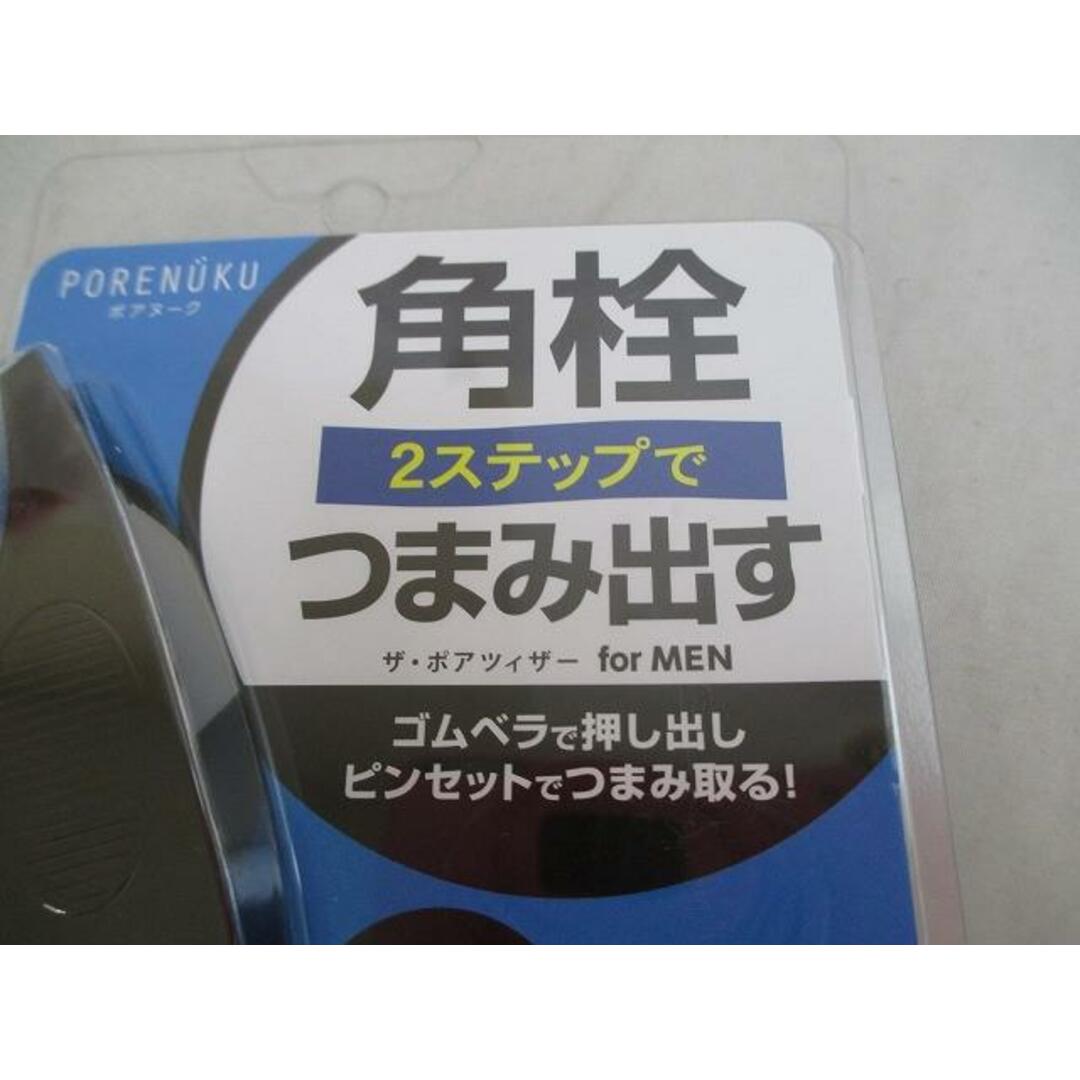 PORENÜKU
ポアヌーク
角栓
2ステップで
つまみ出す
ザ・ポアツィザー for MEN
ゴムベラで押し出し
ピンセットでつまみ取る!